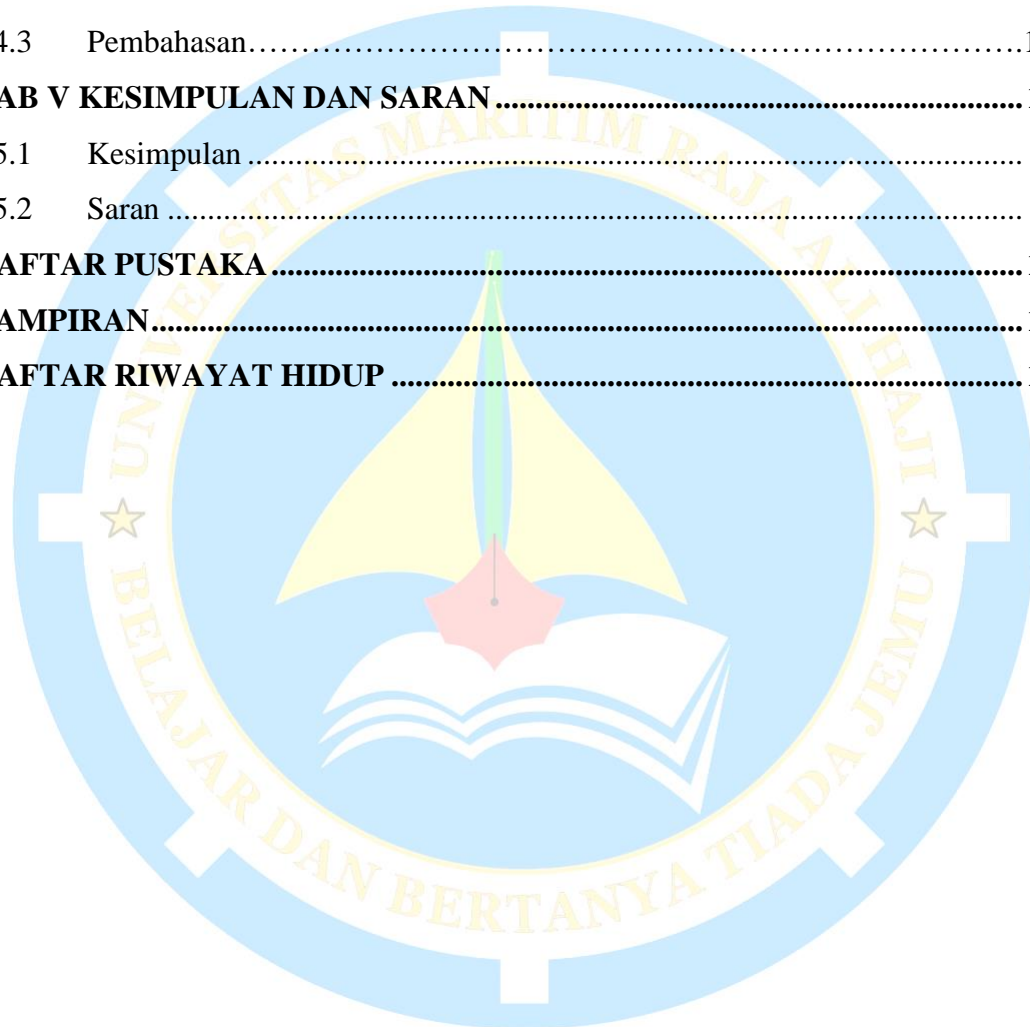 4.3 Pembahasan…………………………………………………………………….1
AB V KESIMPULAN DAN SARAN..................................................................
5.1 Kesimpulan .................................................................................................
5.2 Saran ...........................................................................................................
AFTAR PUSTAKA..............................................................................................
AMPIRAN.............................................................................................................
AFTAR RIWAYAT HIDUP ...............................................................................
UNIVERSITAS MARITIM RAJA ALI HAJI
BELAJAR DAN BERTANYA TIADA JEMU